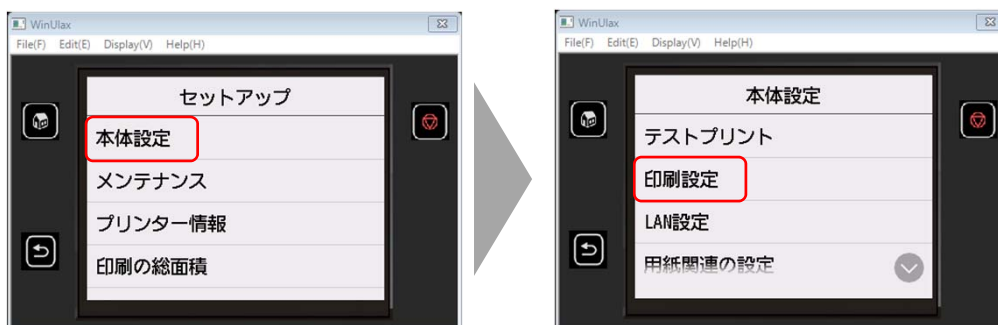 WinUlax
File(F) Edit(E) Display(V) Help(H)
セットアップ
本体設定
メンテナンス
プリンター情報
印刷の総面積
WinUlax
File(F) Edit(E) Display(V) Help(H)
本体設定
テストプリント
印刷設定
LAN設定
用紙関連の設定